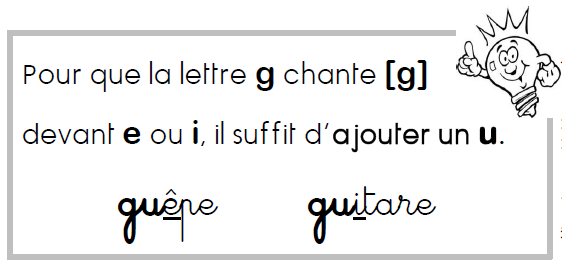 Pour que la lettre g chante [g]
devant e ou i, il suffit d'ajouter un u.
guêpe guitare